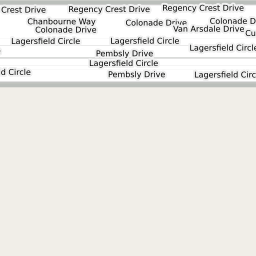 Crest Drive
Regency Crest Drive
Regency Crest Drive
Chanbourne Way
Colonade Drive
Colonade D
Colonade Drive
Van Arsdale Drive
Cu
Lagersfield Circle
Lagersfield Circle
Lagersfield Circle
Pembsly Drive
Lagersfield Circle
d Circle
Pembsly Drive
Lagersfield Circle